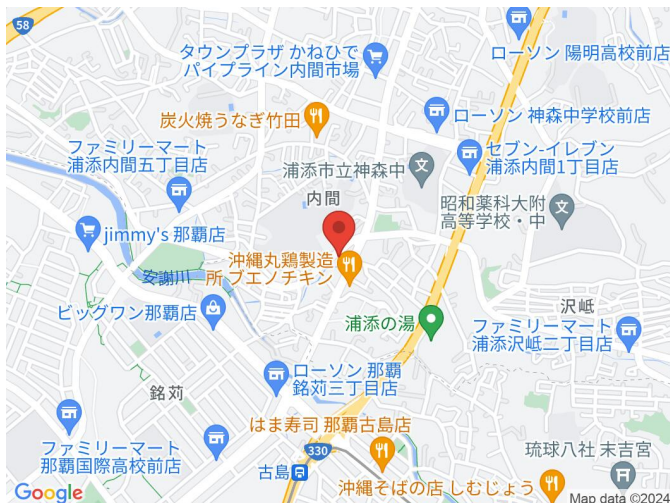 58
ローソン 陽明高校前店
タウンプラザ かねひで
パイプライン内間市場
ローソン 神森中学校前店
炭火焼うなぎ竹田
ファミリーマート
浦添内間五丁目店
セブン-イレブン
浦添内間1丁目店
浦添市立神森中
昭和薬科大附
高等学校・中
内間
jimmy's 那覇店
沖縄丸鶏製造
所 ブエノチキン
安謝川
ビッグワン那覇店
沢岻
浦添の湯
ファミリーマート
浦添沢岻二丁目店
ローソン 那覇
銘苅三丁目店
銘苅
はま寿司 那覇古島店
ファミリーマート
那覇国際高校前店
330
古島
琉球八社 末吉宮
沖縄そばの店 しむじょう
Google
Map data ©2024